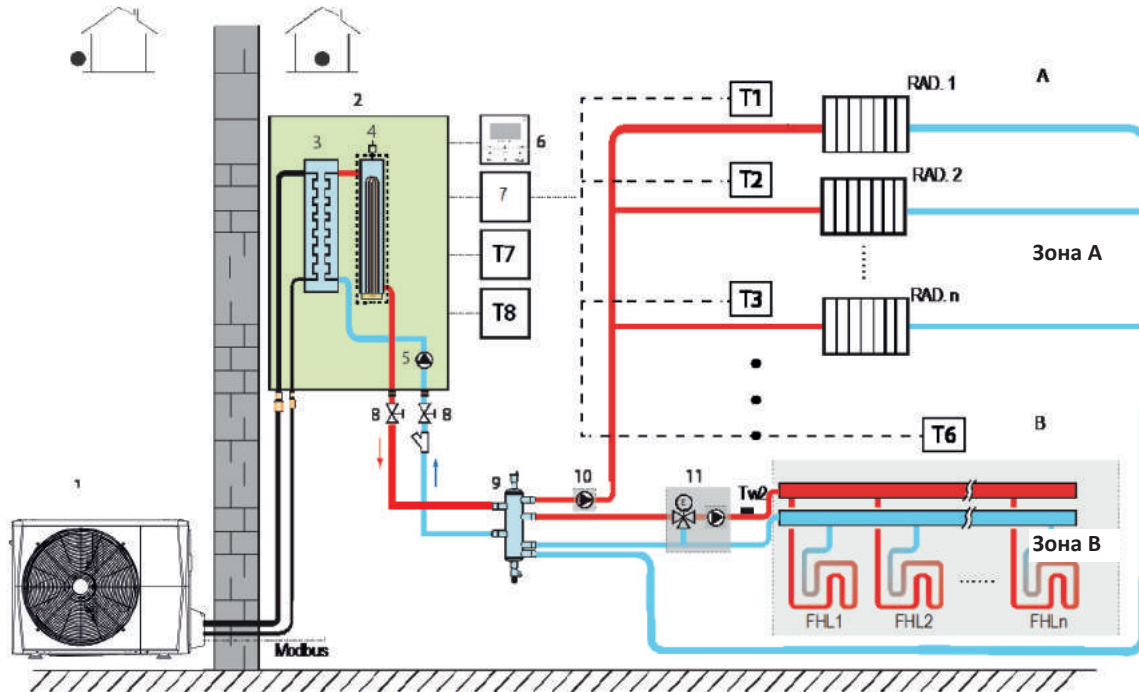 2
3
4
6
7
T7
T8
5
8
8
1
Modbus
9
10
11
Tw2
T1
T2
T3
T6
RAD. 1
RAD. 2
RAD. n
A
Зона А
B
Зона В
FHL1
FHL2
FHLn
E